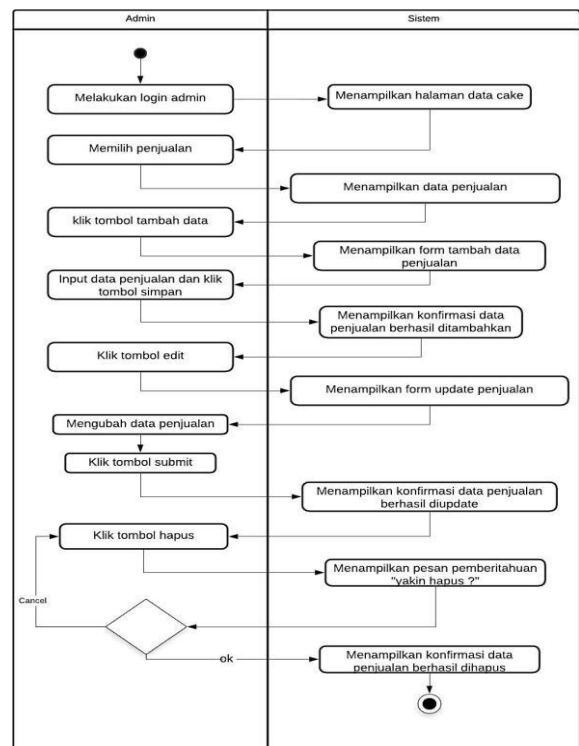 Admin
Sistem
Melakukan login admin
Menampilkan halaman data cake
Memilih penjualan
Menampilkan data penjualan
klik tombol tambah data
Menampilkan form tambah data
penjualan
Input data penjualan dan klik
tombol simpan
Menampilkan konfirmasi data
penjualan berhasil ditambahkan
Klik tombol edit
Menampilkan form update penjualan
Mengubah data penjualan
Klik tombol submit
Menampilkan konfirmasi data penjualan
berhasil diupdate
Klik tombol hapus
Menampilkan pesan pemberitahuan
"yakin hapus ?"
Cancel
ok
Menampilkan konfirmasi data
penjualan berhasil dihapus